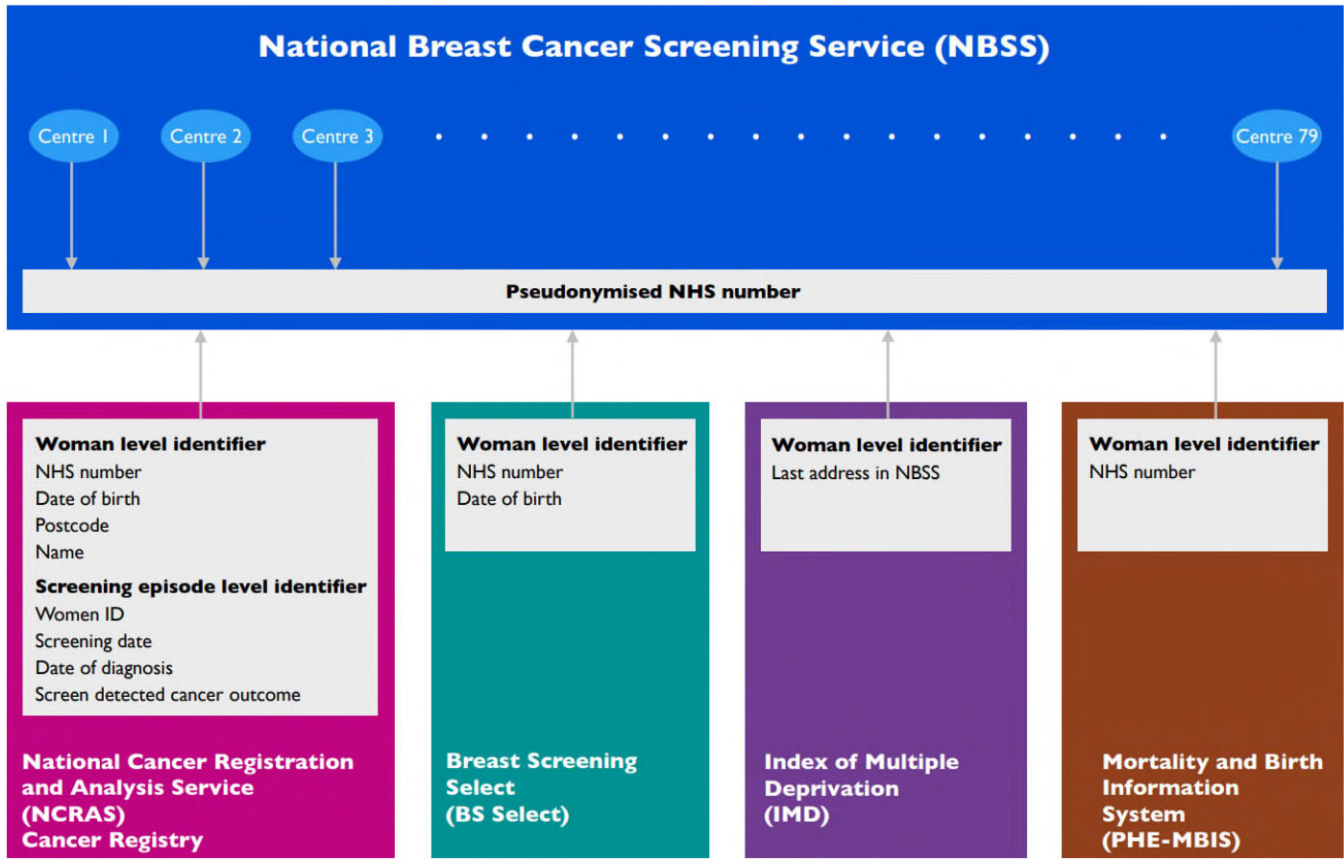 National Breast Cancer Screening Service (NBSS)
Centre 1
Centre 2
Centre 3
Centre 79
Pseudonymised NHS number
Woman level identifier
NHS number
Date of birth
Postcode
Name
Screening episode level identifier
Women ID
Screening date
Date of diagnosis
Screen detected cancer outcome
National Cancer Registration
and Analysis Service
(NCRAS)
Cancer Registry
Woman level identifier
NHS number
Date of birth
Breast Screening
Select
(BS Select)
Woman level identifier
Last address in NBSS
Index of Multiple
Deprivation
(IMD)
Woman level identifier
NHS number
Mortality and Birth
Information
System
(PHE-MBIS)